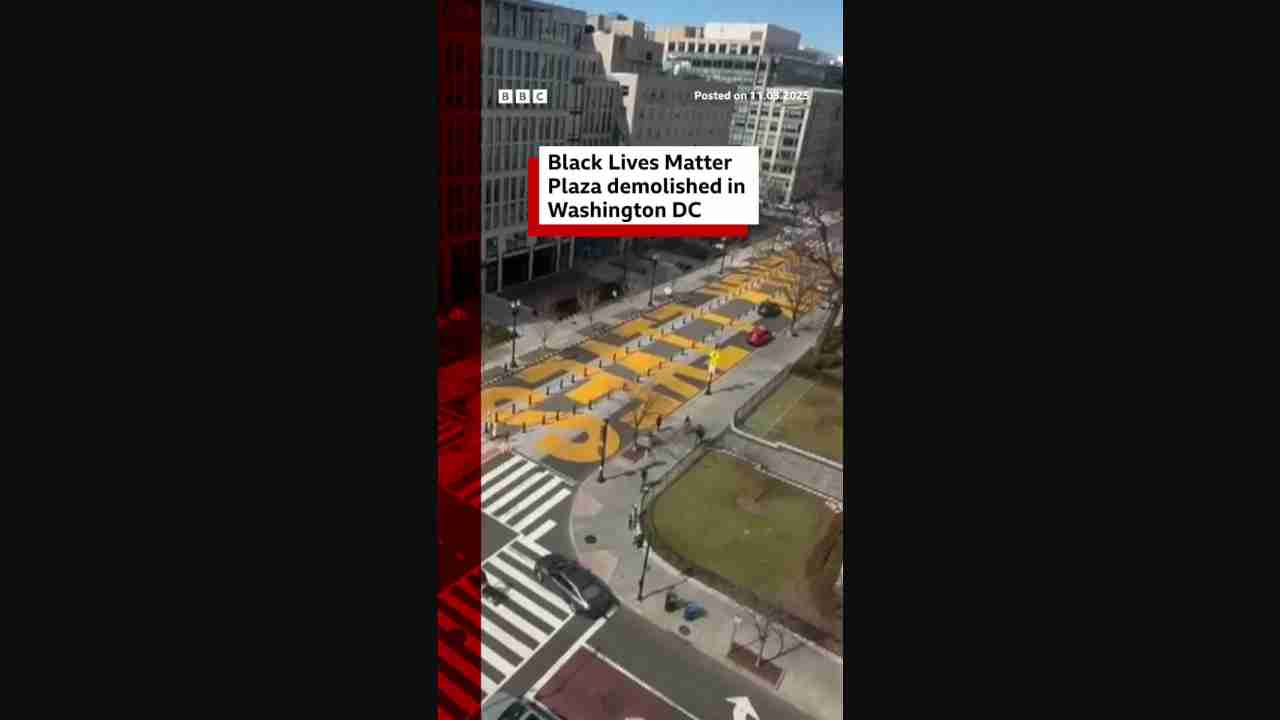 BBC
Posted on 11.03.2025
Black Lives Matter
Plaza demolished in
Washington DC